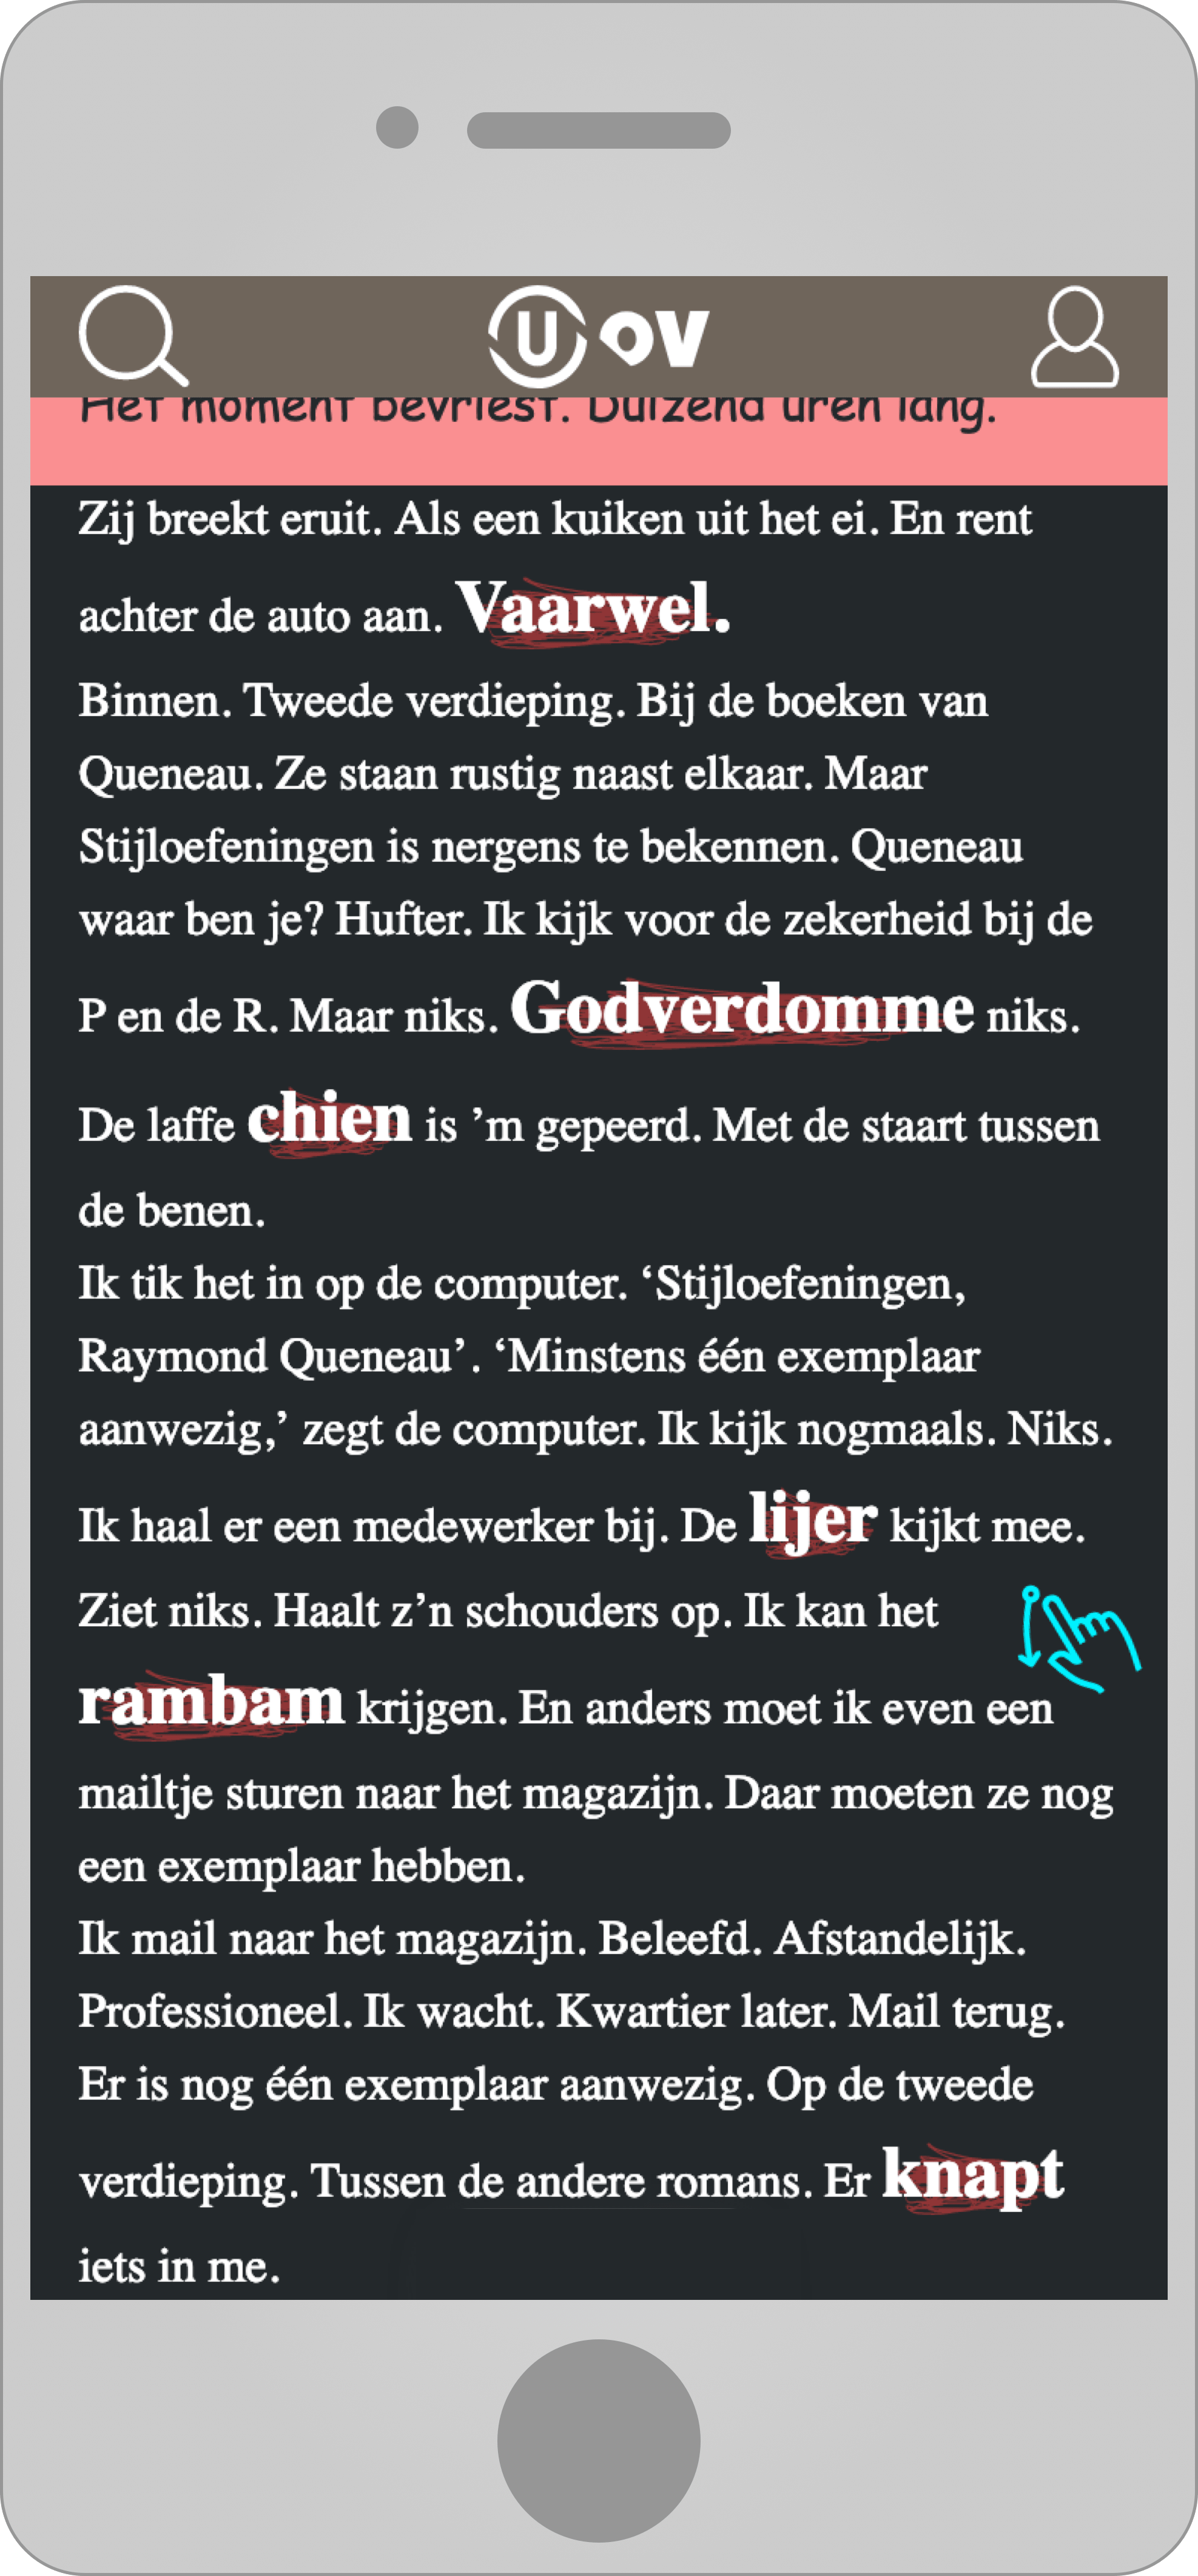 U OV
Het moment bevriest. Duizend uren lang.
Zij breekt eruit. Als een kuiken uit het ei. En rent
achter de auto aan. Vaarwel.
Binnen. Tweede verdieping. Bij de boeken van
Queneau. Ze staan rustig naast elkaar. Maar
Stijloefeningen is nergens te bekennen. Queneau
waar ben je? Hufter. Ik kijk voor de zekerheid bij de
P en de R. Maar niks. Godverdomme niks.
De laffe chien is ’m gepeerd. Met de staart tussen
de benen.
Ik tik het in op de computer. ‘Stijloefeningen,
Raymond Queneau’. ‘Minstens één exemplaar
aanwezig,’ zegt de computer. Ik kijk nogmaals. Niks.
Ik haal er een medewerker bij. De lijer kijkt mee.
Ziet niks. Haalt z’n schouders op. Ik kan het
rambam krijgen. En anders moet ik even een
mailtje sturen naar het magazijn. Daar moeten ze nog
een exemplaar hebben.
Ik mail naar het magazijn. Beleefd. Afstandelijk.
Professioneel. Ik wacht. Kwartier later. Mail terug.
Er is nog één exemplaar aanwezig. Op de tweede
verdieping. Tussen de andere romans. Er knapt
iets in me.